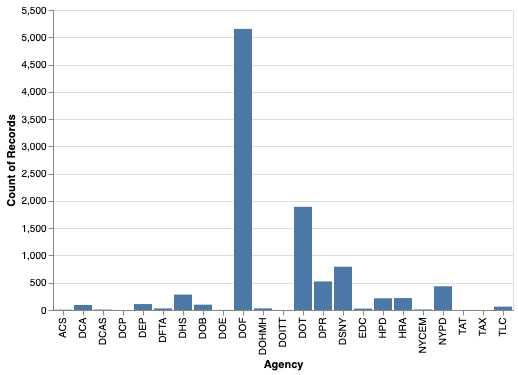 5,500
5,000
4,500
4,000
3,500
3,000
2,500
2,000
1,500
1,000
500
0
Count of Records
ACS
DCA
DCAS
DCP
DEP
DFTA
DHS
DOB
DOE
DOF
DOHMH
DOITT
DOT
DPR
DSNY
EDC
HPD
HRA
NYCEM
NYPD
TAT
TAX
TLC
Agency